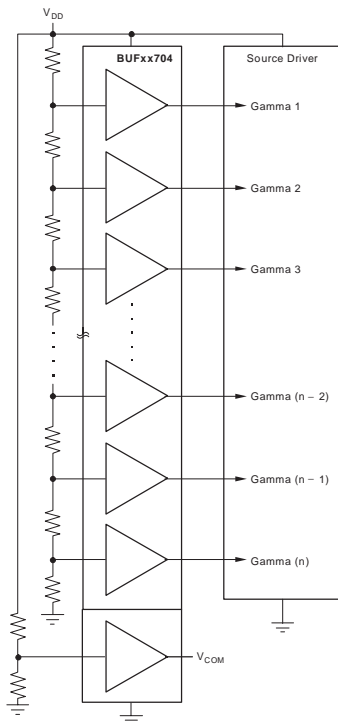 V_DD
BUFxx704
Source Driver
Gamma 1
Gamma 2
Gamma 3
Gamma (n − 2)
Gamma (n − 1)
Gamma (n)
V_COM